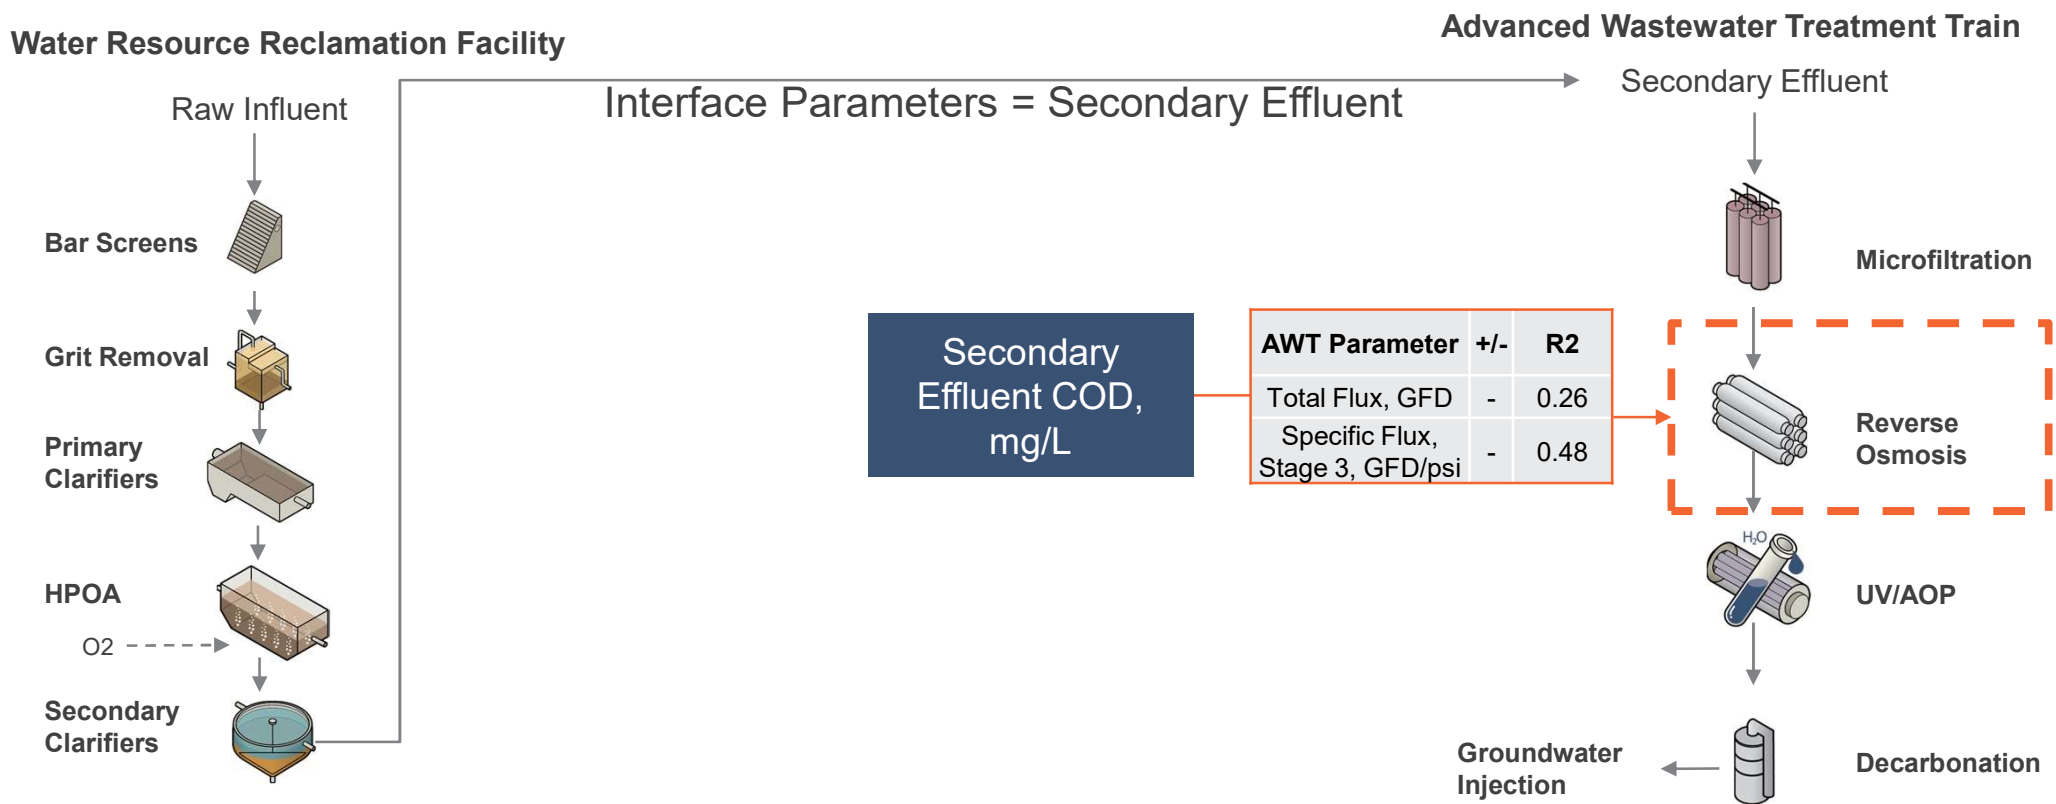 Water Resource Reclamation Facility
Advanced Wastewater Treatment Train
Raw Influent
Interface Parameters = Secondary Effluent
Secondary Effluent
Bar Screens
Grit Removal
Primary
Clarifiers
HPOA
O2
Secondary
Clarifiers
Secondary
Effluent COD,
mg/L
AWT Parameter +/- R2
Total Flux, GFD - 0.26
Specific Flux,
Stage 3, GFD/psi - 0.48
Microfiltration
Reverse
Osmosis
H₂O
UV/AOP
Decarbonation
Groundwater
Injection